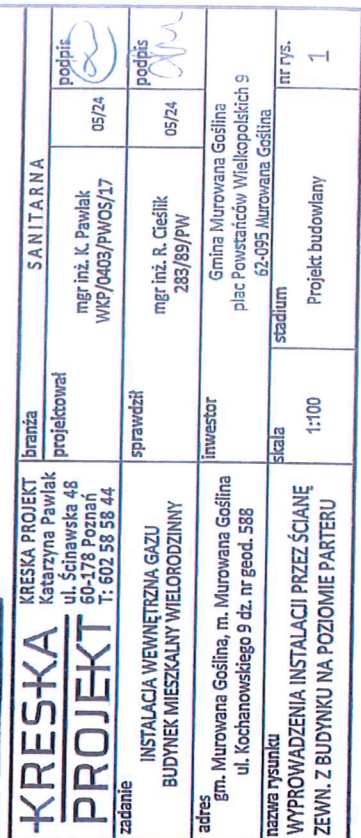 KRESKA
PROJEKT
KRESKA PROJEKT
Katarzyna Pawlak
ul. Ścinawska 48
60-178 Poznań
T: 602 58 58 44
branża
SANITARNA
projektował
mgr inż. K. Pawlak
WKP/0403/PWOS/17
05/24
podpis
zadanie
INSTALACJA WEWNĘTRZNA GAZU
BUDYNEK MIESZKALNY WIELORODZINNY
sprawdził
mgr inż. R. Cieślik
283/89/PW
05/24
podpis
adres
gm. Murowana Goślina, m. Murowana Goślina
ul. Kochanowskiego 9 dz. nr geod. 588
inwestor
Gmina Murowana Goślina
plac Powstańców Wielkopolskich 9
62-095 Murowana Goślina
nazwa rysunku
WYPROWADZENIA INSTALACJI PRZEZ ŚCIANĘ
ZEWN. Z BUDYNKU NA POZIOMIE PARTERU
skala
1:100
stadium
Projekt budowlany
nr rys.
1